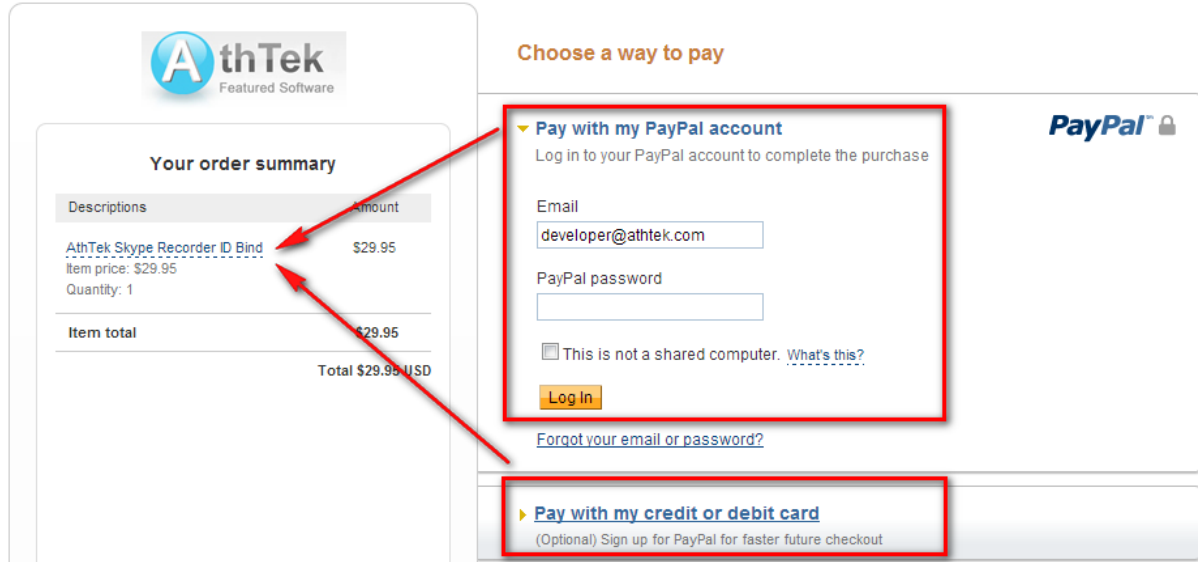 AthTek
Featured Software
Your order summary
Descriptions Amount
AthTek Skype Recorder ID Bind $29.95
Item price: $29.95
Quantity: 1
Item total $29.95
Total $29.95 USD
Choose a way to pay
Pay with my PayPal account
PayPal™
Log in to your PayPal account to complete the purchase
Email
developer@athtek.com
PayPal password
This is not a shared computer. What's this?
Log In
Forgot your email or password?
Pay with my credit or debit card
(Optional) Sign up for PayPal for faster future checkout